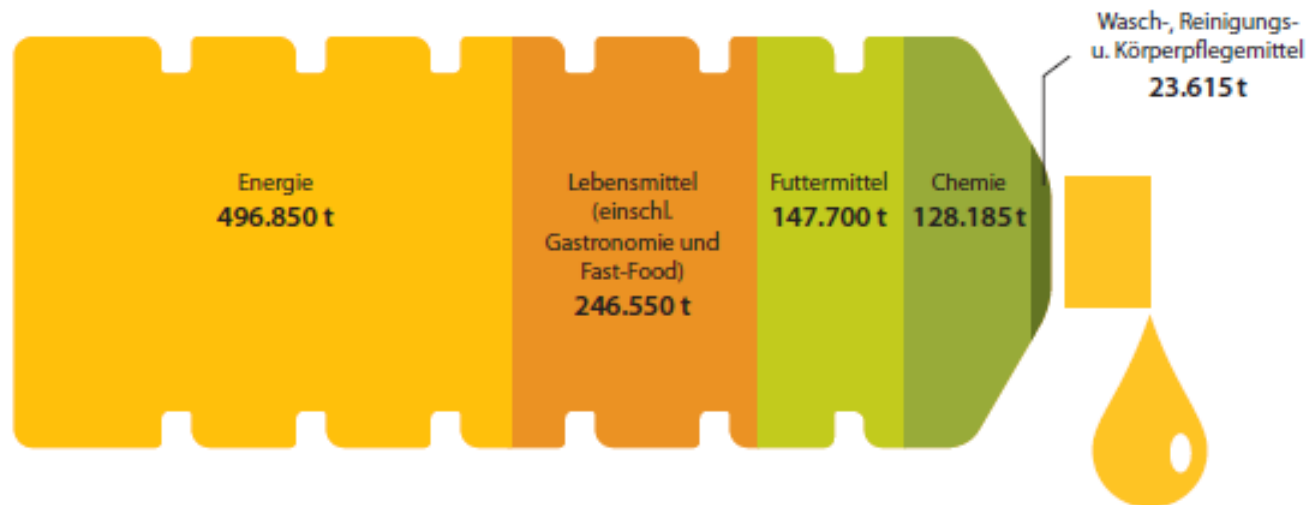 Wasch-, Reinigungs-
u. Körperpflegemittel
23.615 t
Energie
496.850 t
Lebensmittel
(einschl.
Gastronomie und
Fast-Food)
246.550 t
Futtermittel
147.700 t
Chemie
128.185 t